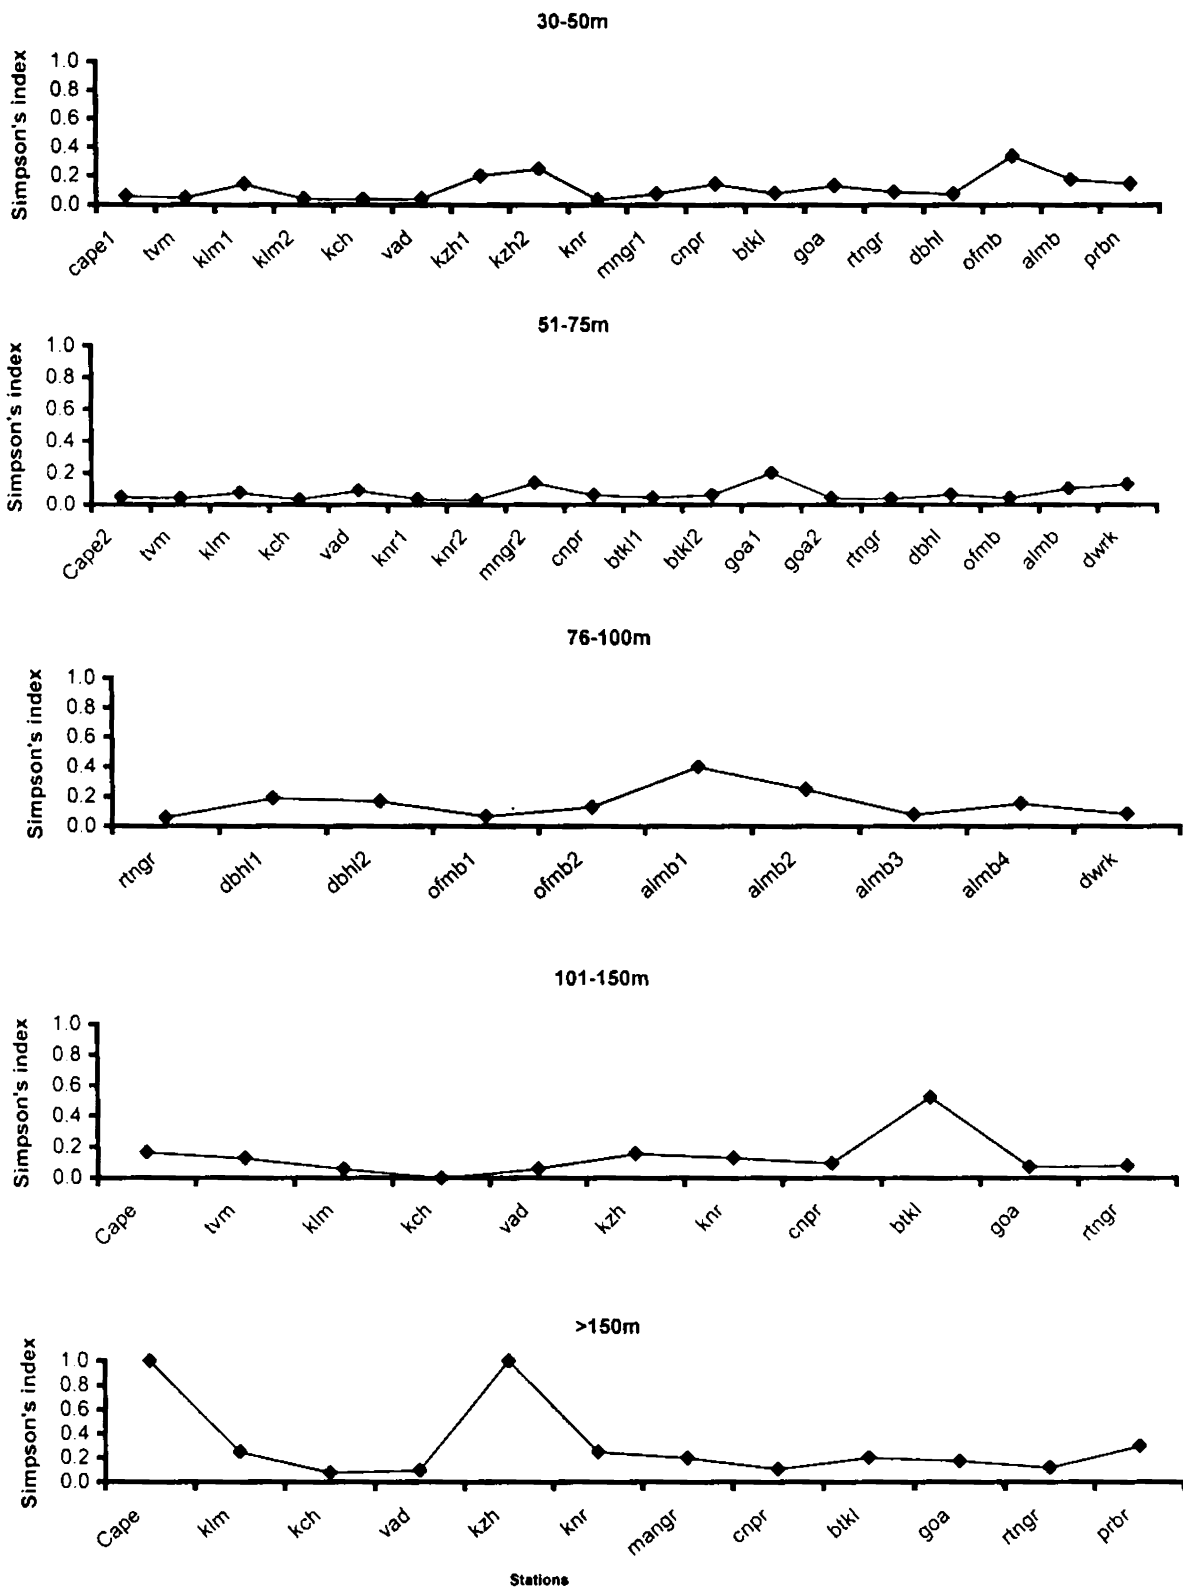 30-50m
Simpson's index
1.0
0.8
0.6
0.4
0.2
0.0
cape1 tvm klm1 klm2 kch vad kzh1 kzh2 knr mngr1 cnpr btkl goa rtngr dbhl ofmb almb prbn
51-75m
Simpson's index
1.0
0.8
0.6
0.4
0.2
0.0
Cape2 tvm klm kch vad knr1 knr2 mngr2 cnpr btkl1 btkl2 goa1 goa2 rtngr dbhl ofmb almb dwrk
76-100m
Simpson's index
1.0
0.8
0.6
0.4
0.2
0.0
rtngr dbhl1 dbhl2 ofmb1 ofmb2 almb1 almb2 almb3 almb4 dwrk
101-150m
Simpson's index
1.0
0.8
0.6
0.4
0.2
0.0
Cape tvm klm kch vad kzh knr cnpr btkl goa rtngr
>150m
Simpson's index
1.0
0.8
0.6
0.4
0.2
0.0
Cape klm kch vad kzh knr mangr cnpr btkl goa rtngr prbr
Stations